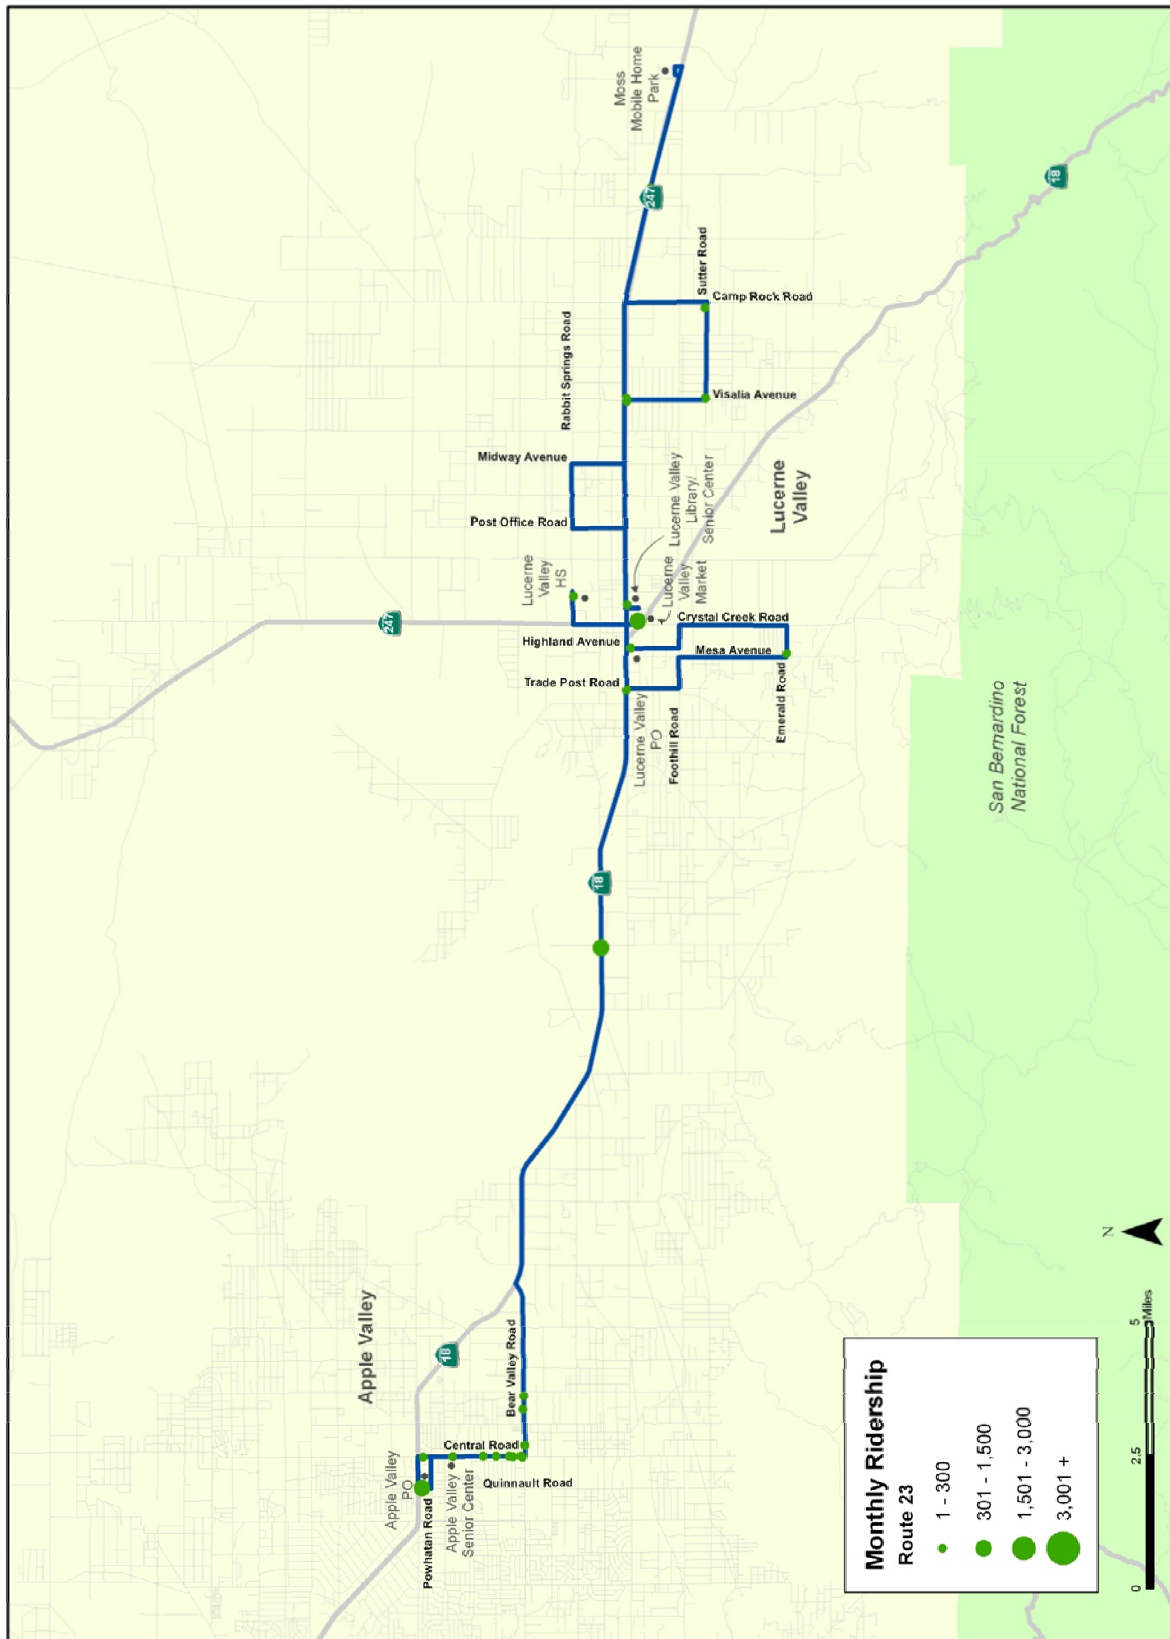 Moss
Mobile Home
Park
247
18
Sutter Road
Camp Rock Road
Rabbit Springs Road
Visalia Avenue
Midway Avenue
Post Office Road
Lucerne Valley
Library/
Senior Center
Lucerne
Valley
Lucerne
Valley
HS
Lucerne
Valley
Market
247
Crystal Creek Road
Highland Avenue
Mesa Avenue
Trade Post Road
Emerald Road
Lucerne Valley
PO
Foothill Road
San Bernardino
National Forest
18
Apple Valley
18
Bear Valley Road
Central Road
Quinnault Road
Apple Valley
PO
Powhatan Road
Apple Valley
Senior Center
N
Monthly Ridership
Route 23
1 - 300
301 - 1,500
1,501 - 3,000
3,001 +
0 2.5 5
Miles